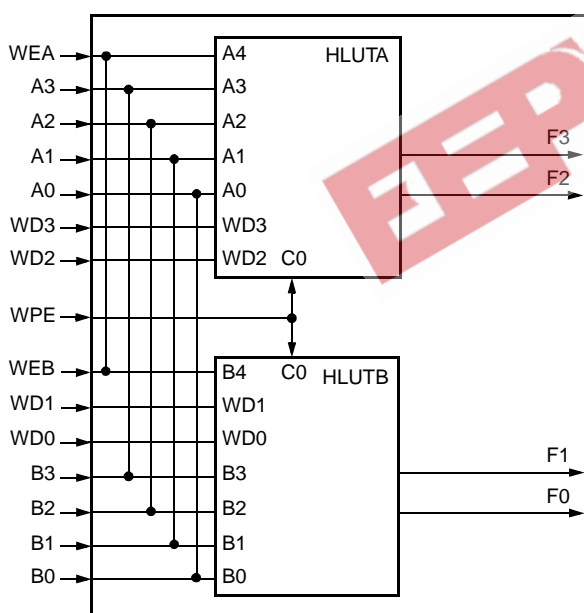 WEA A4 HLUTA
A3 A3
A2 A2
F3
A1 A1
F2
A0 A0
WD3 WD3
WD2 WD2 C0
WPE
WEB B4 C0 HLUTB
WD1 WD1
WD0 WD0
F1
B3 B3
F0
B2 B2
B1 B1
B0 B0
EEP